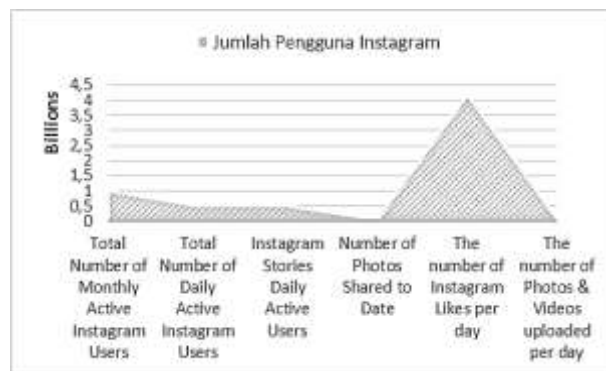 Jumlah Pengguna Instagram
Billions
4,5
4
3,5
3
2,5
2
1,5
1
0,5
0
Total
Number of
Monthly
Active
Instagram
Users
Total
Number of
Daily
Active
Instagram
Users
Instagram
Stories
Daily
Active
Users
Number of
Photos
Shared to
Date
The
number of
Instagram
Likes per
day
The
number of
Photos &
Videos
uploaded
per day